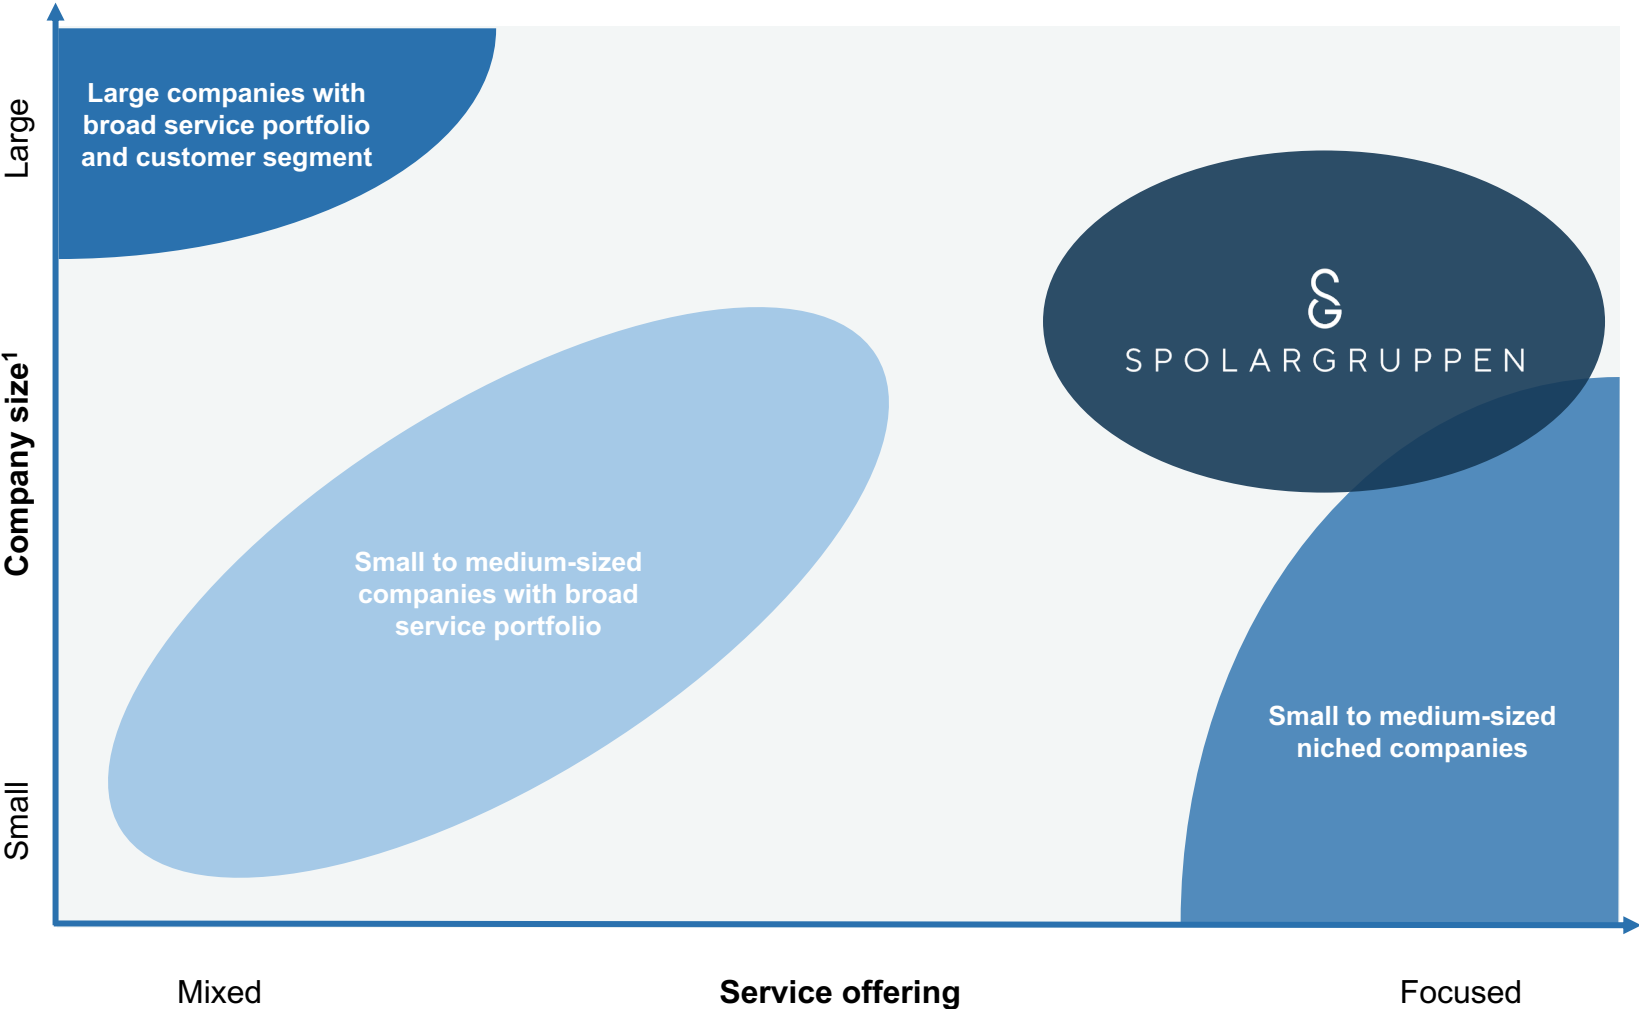 Large companies with
broad service portfolio
and customer segment
Large
SG
SPOLARGRUPPEN
Company size¹
Small to medium-sized
companies with broad
service portfolio
Small to medium-sized
niched companies
Small
Mixed
Service offering
Focused